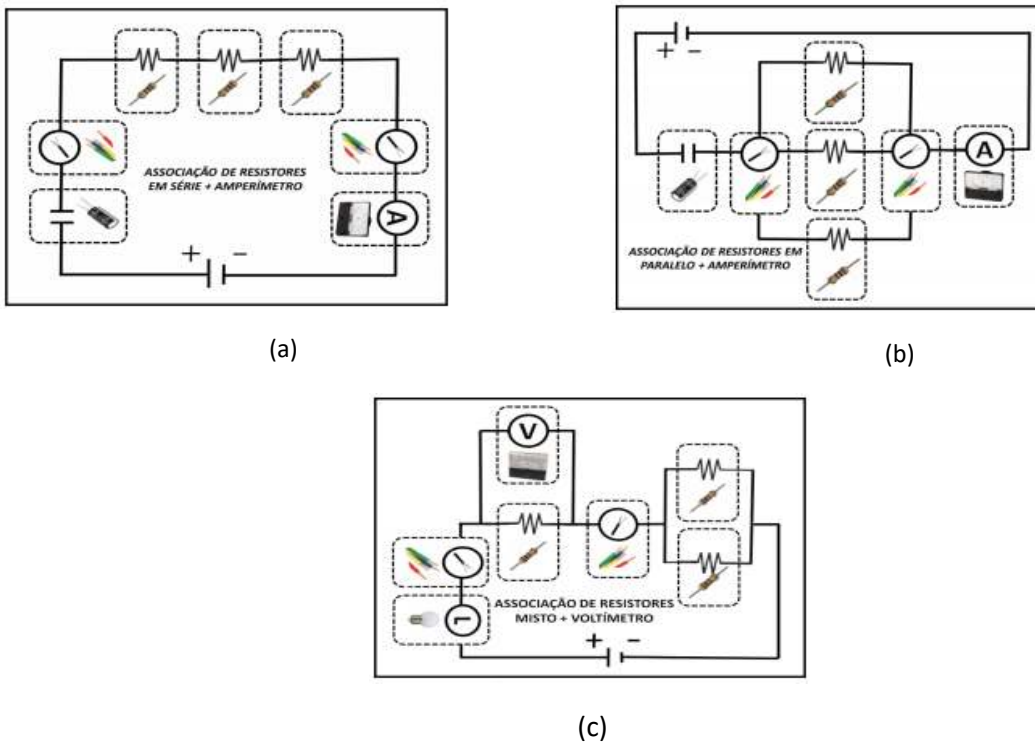 ASSOCIAÇÃO DE RESISTORES
EM SÉRIE + AMPERÍMETRO
A
+ −
(a)
+ −
A
ASSOCIAÇÃO DE RESISTORES EM
PARALELO + AMPERÍMETRO
(b)
V
L
ASSOCIAÇÃO DE RESISTORES
MISTO + VOLTÍMETRO
+ −
(c)